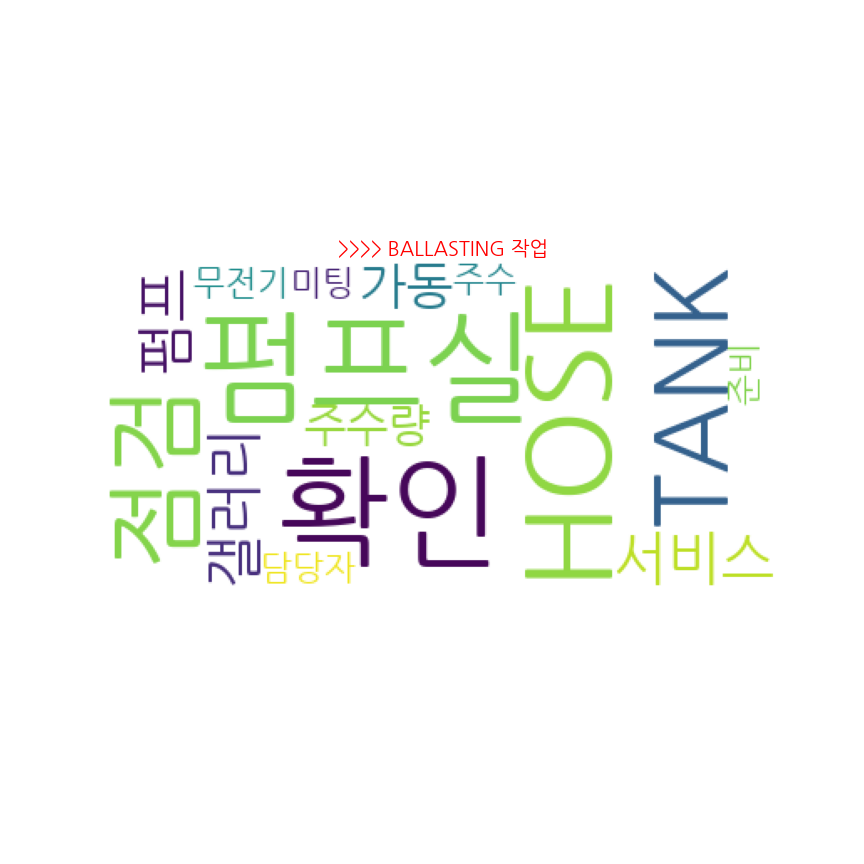 >>>> BALLASTING 작업
무전기
미팅
가동
주수
펌프
펌프실
HOSE
TANK
준비
점검
주수량
갤러리
확인
담당자
서비스